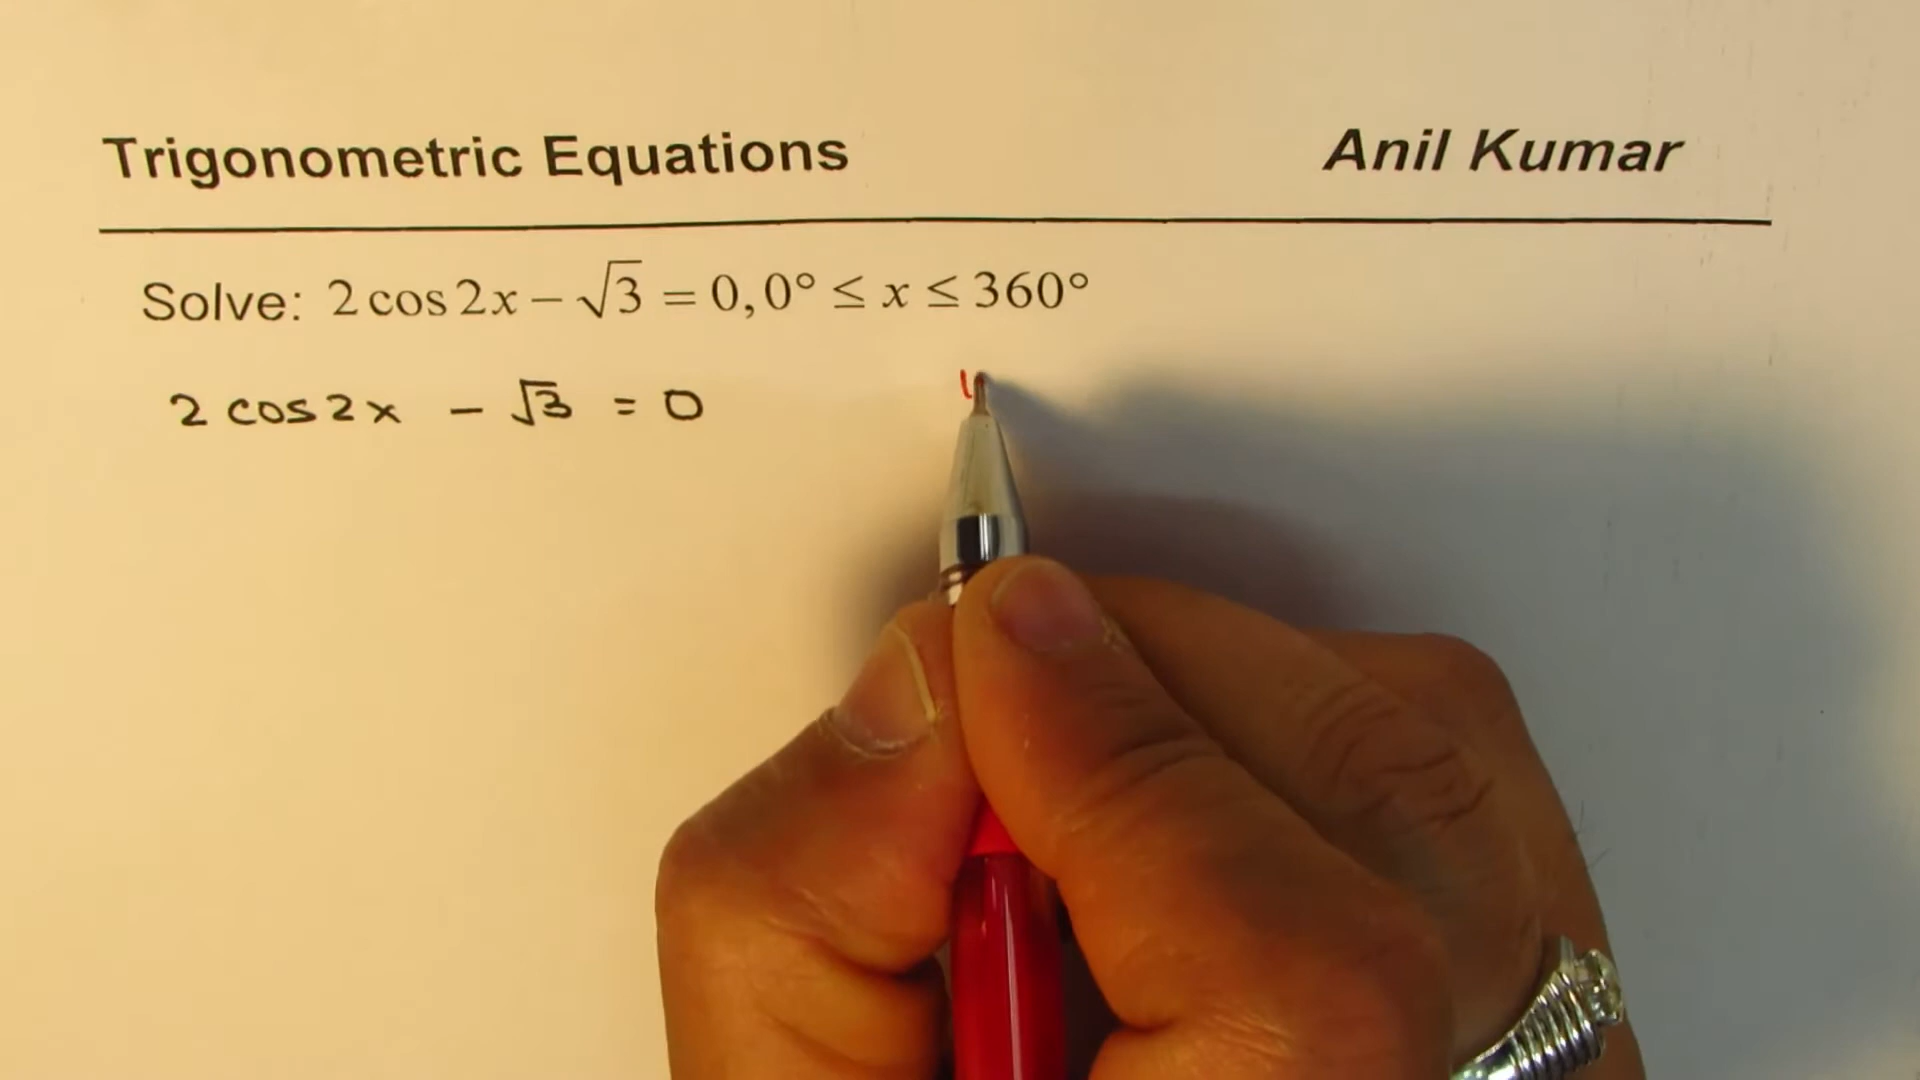 Trigonometric Equations Anil Kumar
Solve: 2 cos 2x − √3 = 0, 0° ≤ x ≤ 360°
2 cos 2x − √3 = 0